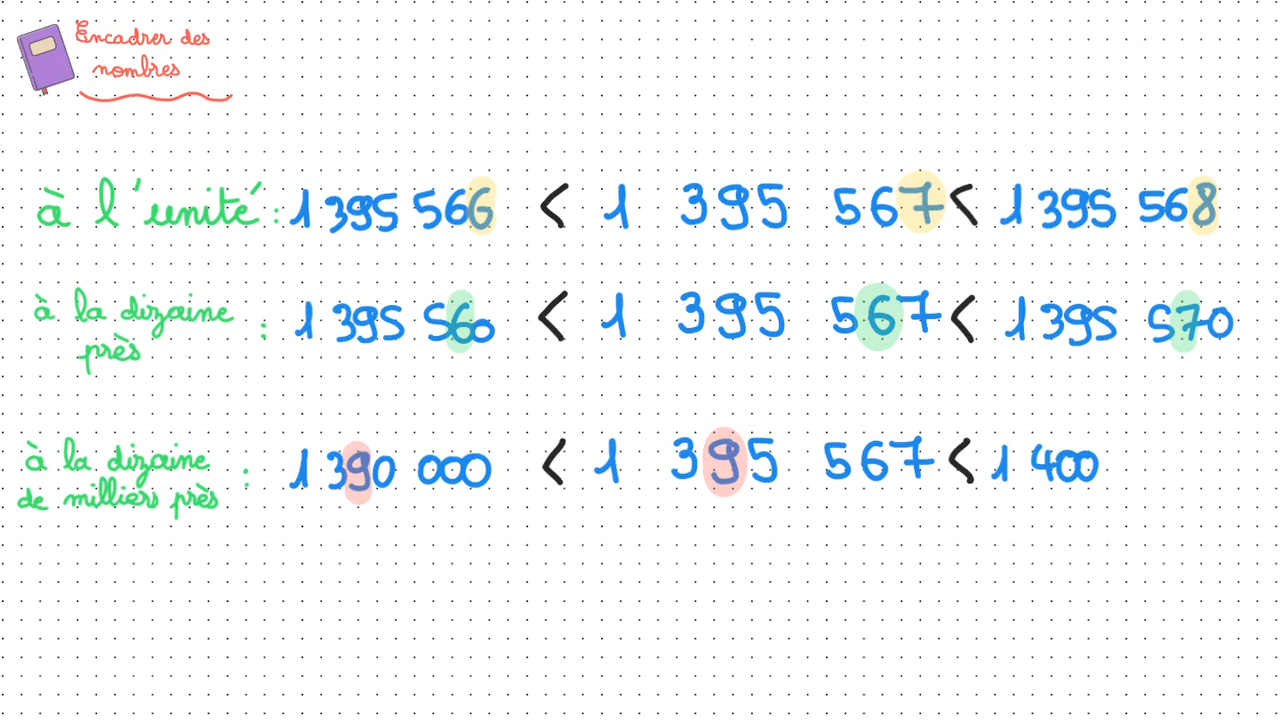 Encadrer des
nombres
à l'unité : 1 395 566 < 1 395 567 < 1 395 568
à la dizaine
près : 1 395 560 < 1 395 567 < 1 395 570
à la dizaine
de milliers près : 1 390 000 < 1 395 567 < 1 400